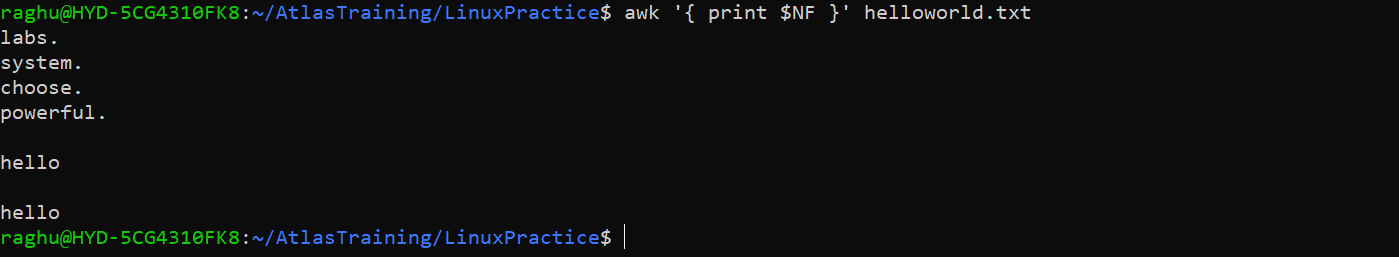 raghu@HYD-5CG4310FK8:~/AtlasTraining/LinuxPractice$ awk '{ print $NF }' helloworld.txt
labs.
system.
choose.
powerful.

hello

hello
raghu@HYD-5CG4310FK8:~/AtlasTraining/LinuxPractice$